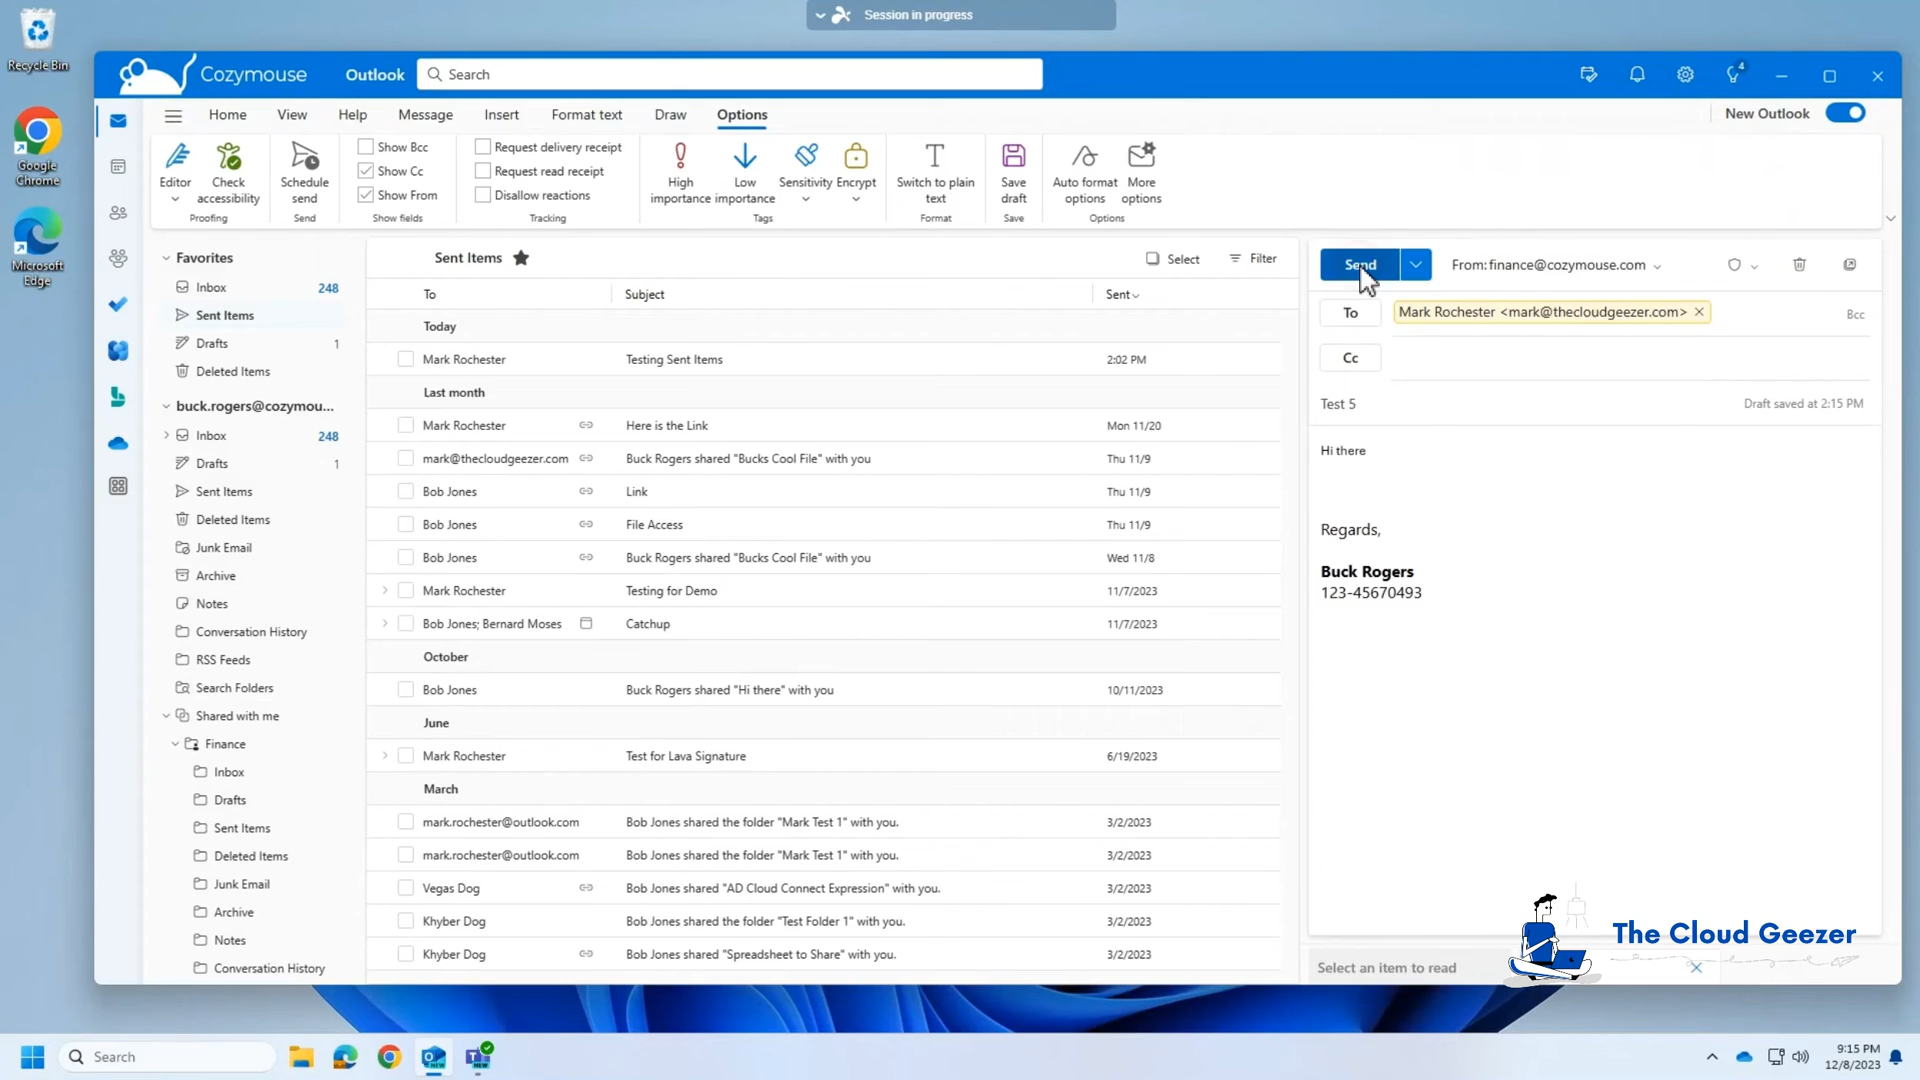 Session in progress
Recycle Bin
Google Chrome
Microsoft Edge
Cozymouse
Outlook
Search
4
Home View Help Message Insert Format text Draw Options
New Outlook
Editor
Check accessibility
Proofing
Schedule send
Send
Show Bcc
Show Cc
Show From
Show fields
Request delivery receipt
Request read receipt
Disallow reactions
Tracking
High importance
Low importance
Sensitivity
Encrypt
Tags
Switch to plain text
Format
Save draft
Save
Auto format options
More options
Options
Favorites
Inbox 248
Sent Items
Drafts 1
Deleted Items
buck.rogers@cozymou...
Inbox 248
Drafts 1
Sent Items
Deleted Items
Junk Email
Archive
Notes
Conversation History
RSS Feeds
Search Folders
Shared with me
Finance
Inbox
Drafts
Sent Items
Deleted Items
Junk Email
Archive
Notes
Conversation History
Sent Items
Select
Filter
To Subject Sent
Today
Mark Rochester Testing Sent Items 2:02 PM
Last month
Mark Rochester Here is the Link Mon 11/20
mark@thecloudgeezer.com Buck Rogers shared "Bucks Cool File" with you Thu 11/9
Bob Jones Link Thu 11/9
Bob Jones File Access Thu 11/9
Bob Jones Buck Rogers shared "Bucks Cool File" with you Wed 11/8
Mark Rochester Testing for Demo 11/7/2023
Bob Jones; Bernard Moses Catchup 11/7/2023
October
Bob Jones Buck Rogers shared "Hi there" with you 10/11/2023
June
Mark Rochester Test for Lava Signature 6/19/2023
March
mark.rochester@outlook.com Bob Jones shared the folder "Mark Test 1" with you. 3/2/2023
mark.rochester@outlook.com Bob Jones shared the folder "Mark Test 1" with you. 3/2/2023
Vegas Dog Bob Jones shared "AD Cloud Connect Expression" with you. 3/2/2023
Khyber Dog Bob Jones shared the folder "Test Folder 1" with you. 3/2/2023
Khyber Dog Bob Jones shared "Spreadsheet to Share" with you. 3/2/2023
Send
From: finance@cozymouse.com
To Mark Rochester <mark@thecloudgeezer.com> Bcc
Cc
Test 5 Draft saved at 2:15 PM
Hi there
Regards,
Buck Rogers
123-45670493
Select an item to read
The Cloud Geezer
Search
NEW
NEW
9:15 PM
12/8/2023